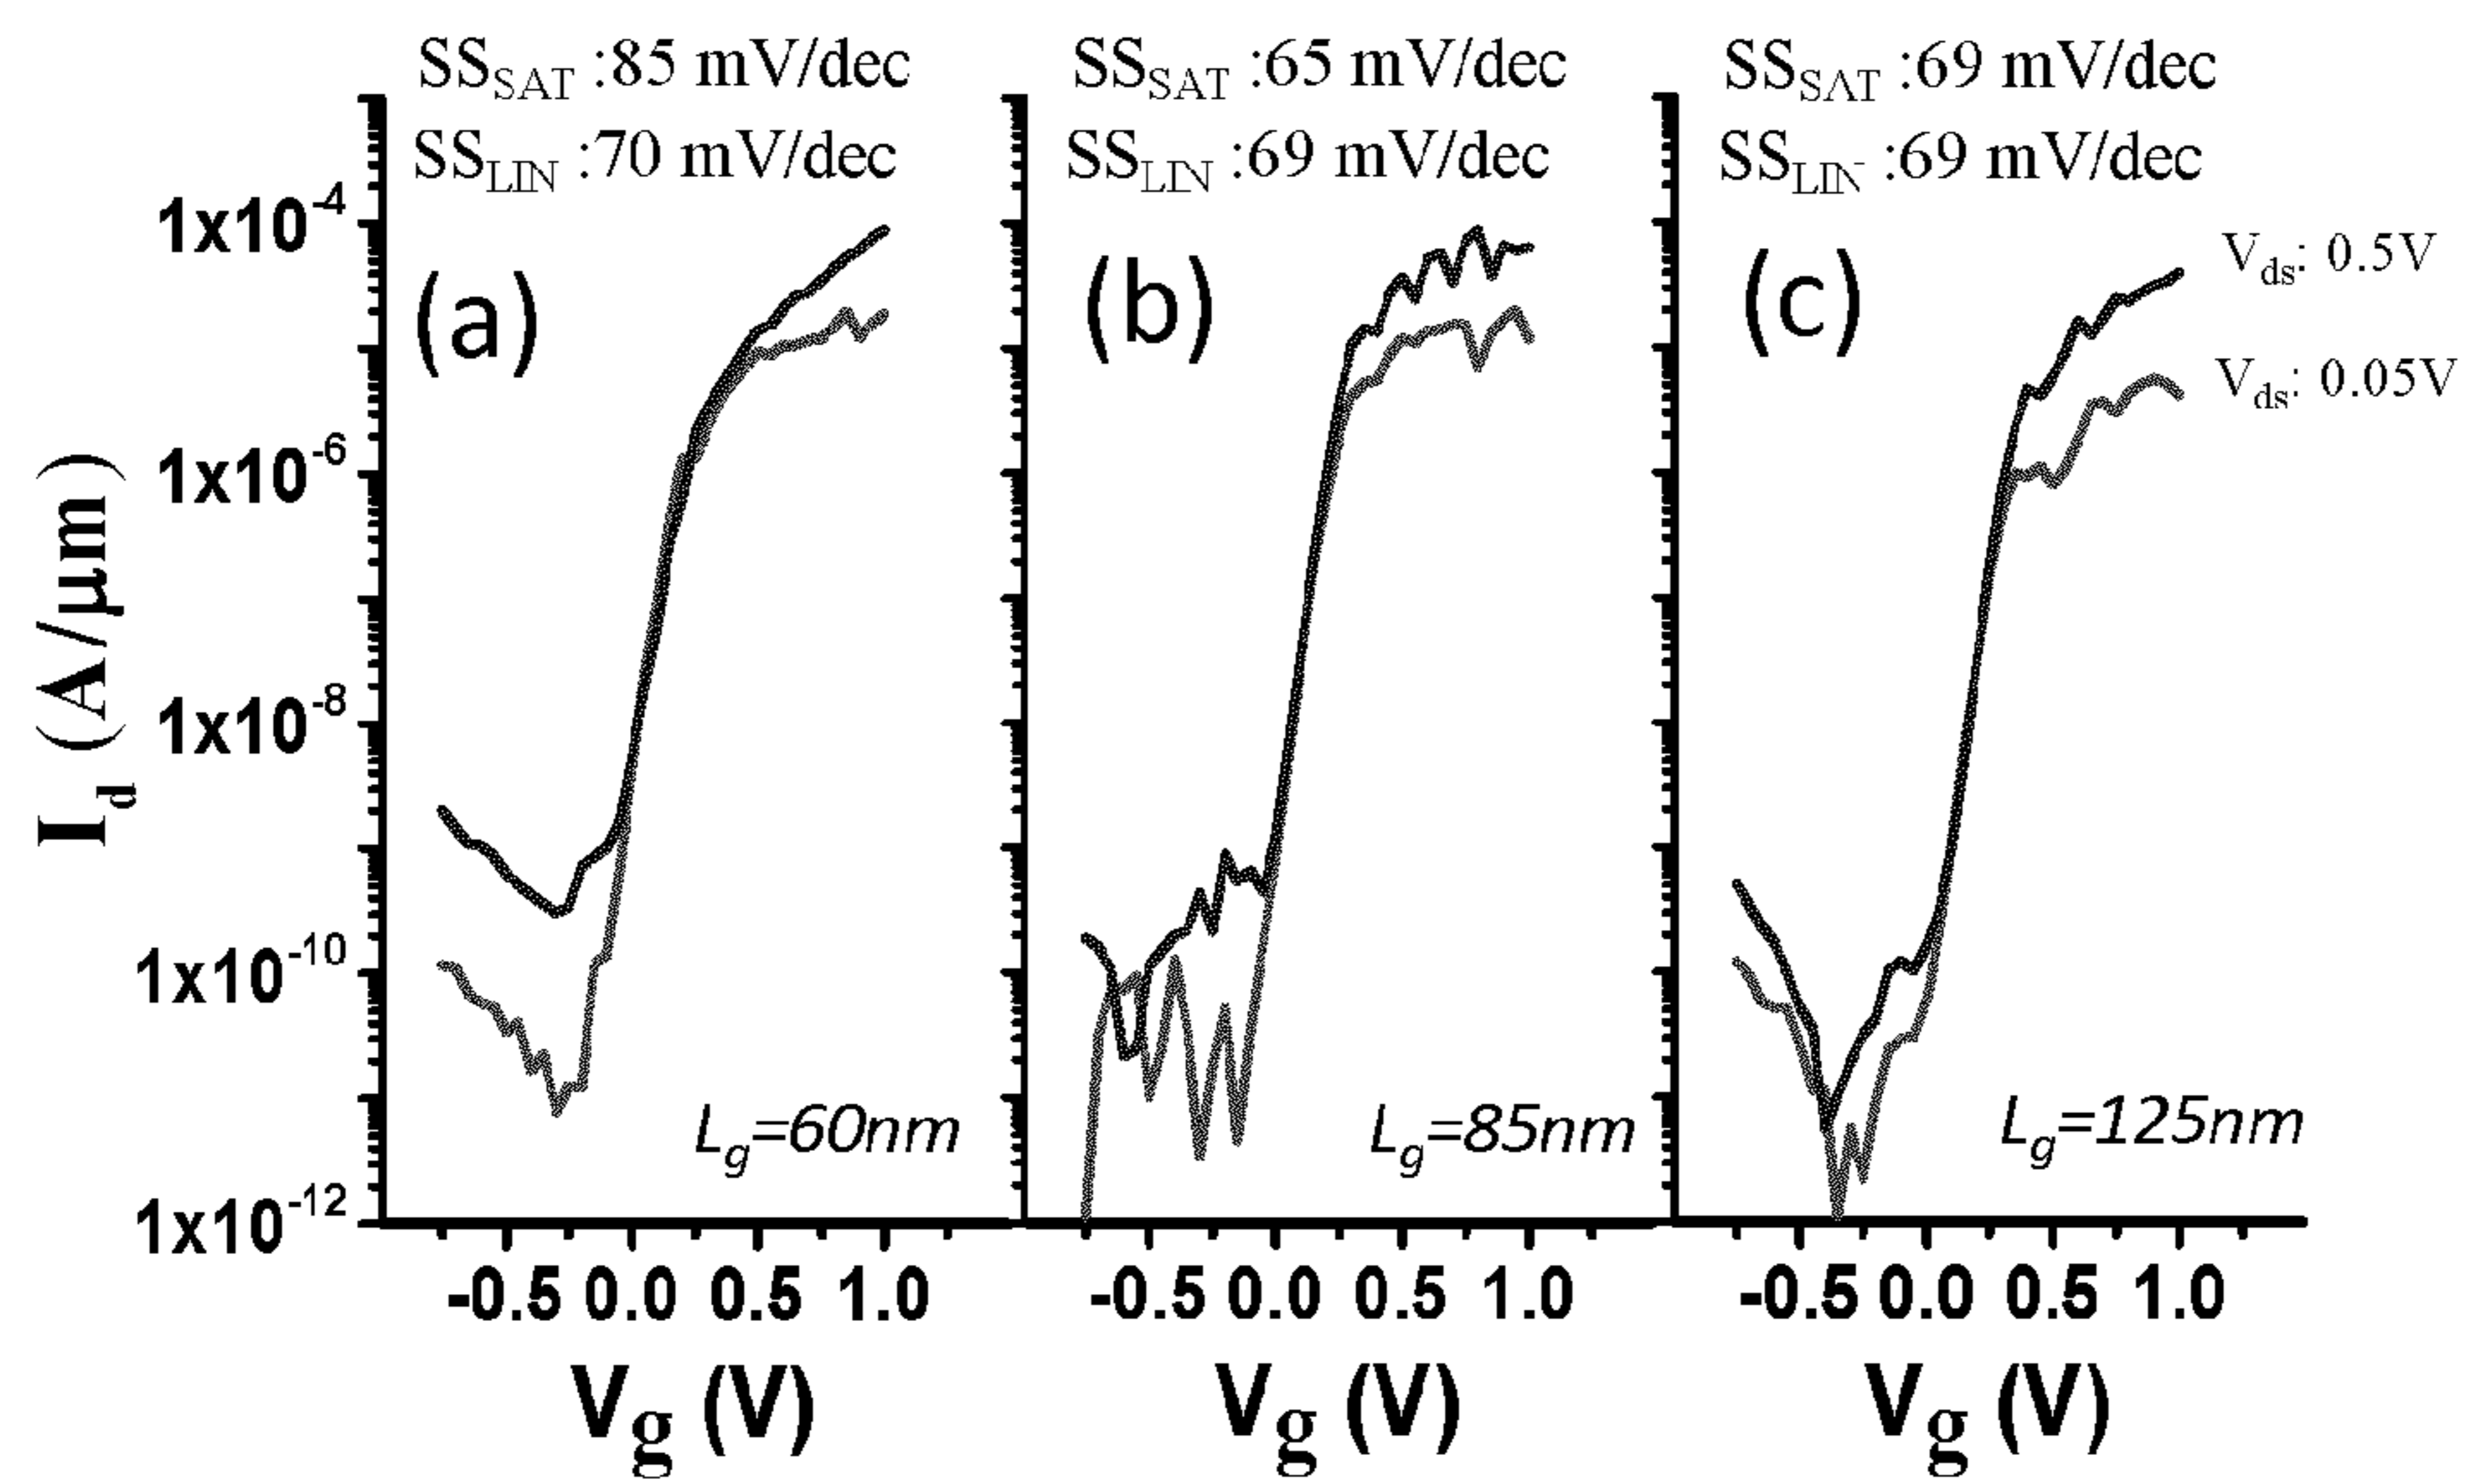 SS_SAT :85 mV/dec
SS_LIN :70 mV/dec
SS_SAT :65 mV/dec
SS_LIN :69 mV/dec
SS_SAT :69 mV/dec
SS_LIN :69 mV/dec
I_d (A/μm)
1x10^-4
1x10^-6
1x10^-8
1x10^-10
1x10^-12
(a)
L_g=60nm
-0.5 0.0 0.5 1.0
V_g (V)
(b)
L_g=85nm
-0.5 0.0 0.5 1.0
V_g (V)
(c)
V_ds: 0.5V
V_ds: 0.05V
L_g=125nm
-0.5 0.0 0.5 1.0
V_g (V)